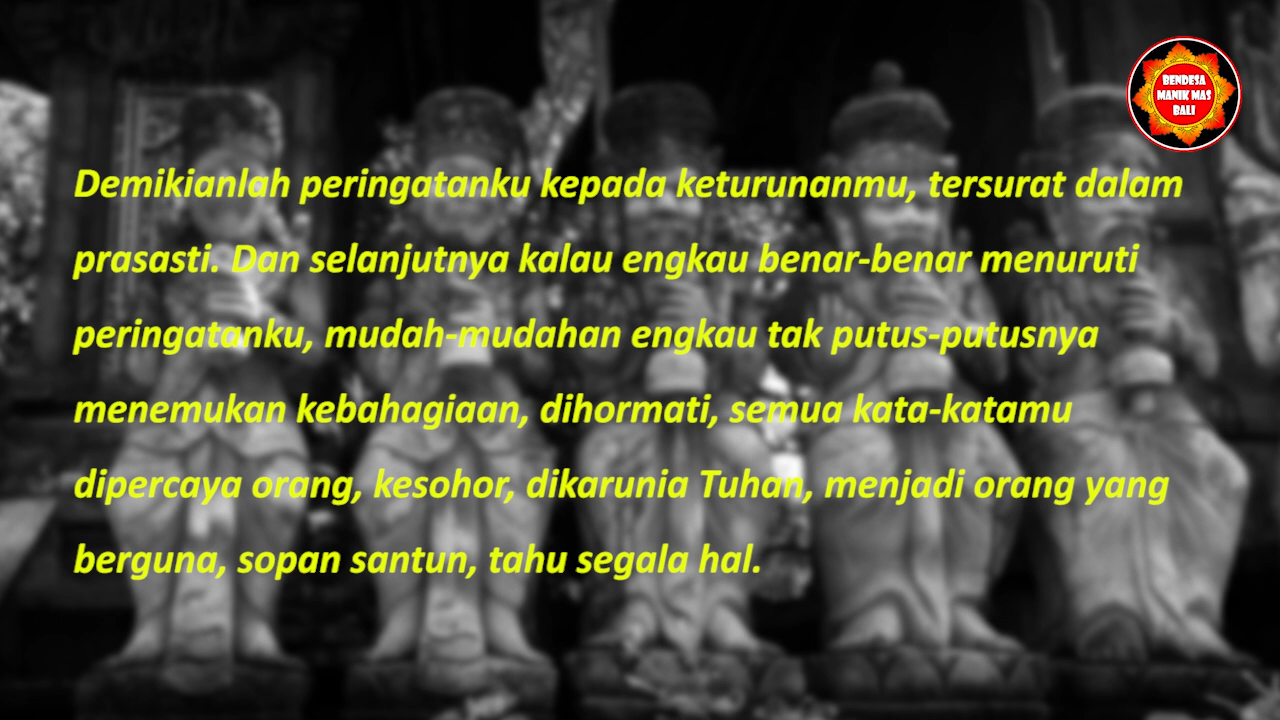 BENDESA
MANIK MAS
BALI
Demikianlah peringatanku kepada keturunanmu, tersurat dalam
prasasti. Dan selanjutnya kalau engkau benar-benar menuruti
peringatanku, mudah-mudahan engkau tak putus-putusnya
menemukan kebahagiaan, dihormati, semua kata-katamu
dipercaya orang, kesohor, dikarunia Tuhan, menjadi orang yang
berguna, sopan santun, tahu segala hal.